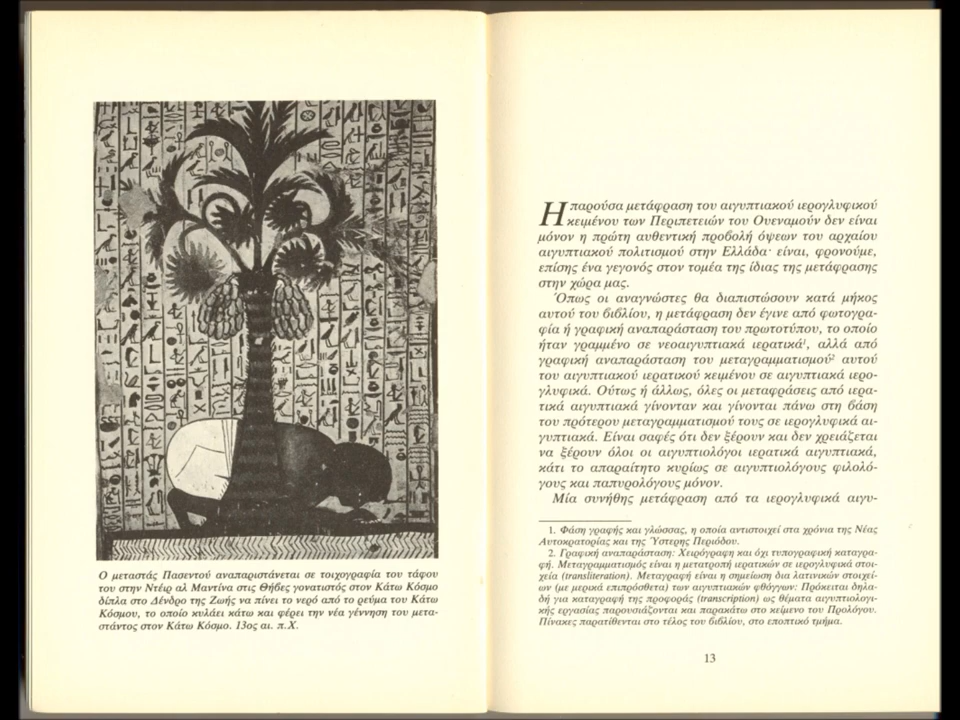 Ο μεταστάς Πασεντού αναπαριστάνεται σε τοιχογραφία του τάφου
του στην Ντέιρ αλ Μαντίνα στις Θήβες γονατιστός στον Κάτω Κόσμο
δίπλα στο Δένδρο της Ζωής να πίνει το νερό από το ρεύμα του Κάτω
Κόσμου, το οποίο κυλάει κάτω και φέρει την νέα γέννηση του μετα-
στάντος στον Κάτω Κόσμο. 13ος αι. π.Χ.
Η παρούσα μετάφραση του αιγυπτιακού ιερογλυφικού
κειμένου των Περιπετειών του Ουεναμούν δεν είναι
μόνον η πρώτη αυθεντική προβολή όψεων του αρχαίου
αιγυπτιακού πολιτισμού στην Ελλάδα· είναι, φρονούμε,
επίσης ένα γεγονός στον τομέα της ίδιας της μετάφρασης
στην χώρα μας.
Όπως οι αναγνώστες θα διαπιστώσουν κατά μήκος
αυτού του βιβλίου, η μετάφραση δεν έγινε από φωτογρα-
φία ή γραφική αναπαράσταση του πρωτοτύπου, το οποίο
ήταν γραμμένο σε νεοαιγυπτιακά ιερατικά¹, αλλά από
γραφική αναπαράσταση του μεταγραμματισμού² αυτού
του αιγυπτιακού ιερατικού κειμένου σε αιγυπτιακά ιερο-
γλυφικά. Ούτως ή άλλως, όλες οι μεταφράσεις από ιερα-
τικά αιγυπτιακά γίνονταν και γίνονται πάνω στη βάση
του πρότερου μεταγραμματισμού τους σε ιερογλυφικά αι-
γυπτιακά. Είναι σαφές ότι δεν ξέρουν και δεν χρειάζεται
να ξέρουν όλοι οι αιγυπτιολόγοι ιερατικά αιγυπτιακά,
κάτι το απαραίτητο κυρίως σε αιγυπτιολόγους φιλολό-
γους και παπυρολόγους μόνον.
Μία συνήθης μετάφραση από τα ιερογλυφικά αιγυ-
1. Φάση γραφής και γλώσσας, η οποία αντιστοιχεί στα χρόνια της Νέας
Αυτοκρατορίας και της Ύστερης Περιόδου.
2. Γραφική αναπαράσταση: Χειρόγραφη και όχι τυπογραφική καταγρα-
φή. Μεταγραμματισμός είναι η μετατροπή ιερατικών σε ιερογλυφικά στοι-
χεία (transliteration). Μεταγραφή είναι η σημείωση δια λατινικών στοιχεί-
ων (με μερικά επιπρόσθετα) των αιγυπτιακών φθόγγων: Πρόκειται δηλα-
δή για καταγραφή της προφοράς (transcription) ως θέματα αιγυπτιολογι-
κής εργασίας παρουσιάζονται και παρακάτω στο κείμενο του Προλόγου.
Πίνακες παρατίθενται στο τέλος του βιβλίου, στο εποπτικό τμήμα.
13